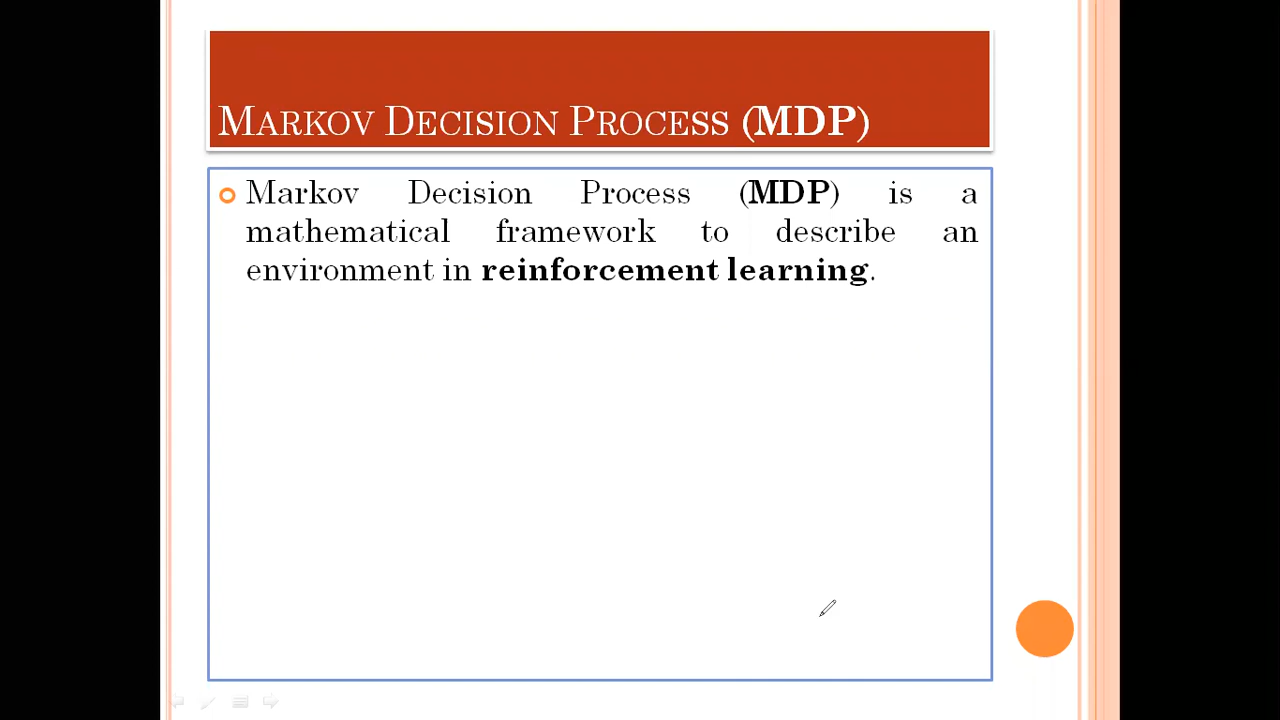 Markov Decision Process (MDP)
Markov Decision Process (MDP) is a
mathematical framework to describe an
environment in reinforcement learning.